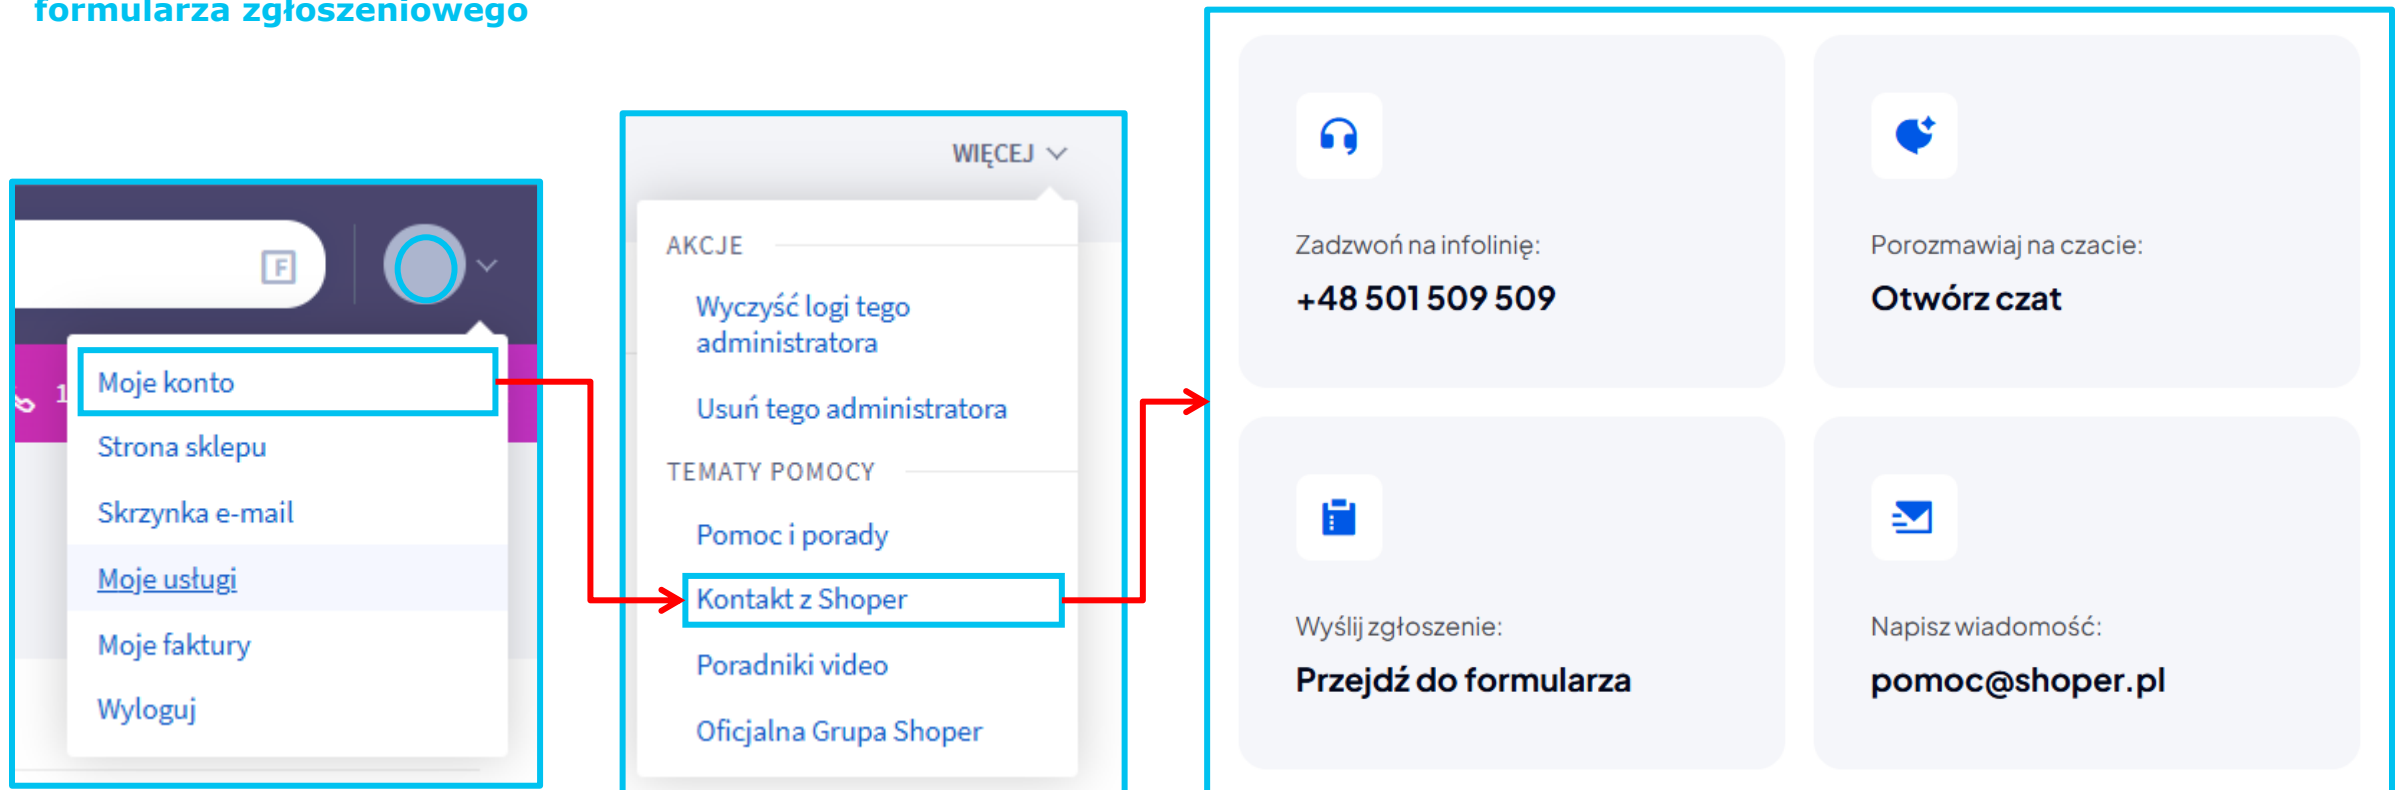 formularza zgłoszeniowego
F
1
Moje konto
Strona sklepu
Skrzynka e-mail
Moje usługi
Moje faktury
Wyloguj
WIĘCEJ
AKCJE
Wyczyść logi tego
administratora
Usuń tego administratora
TEMATY POMOCY
Pomoc i porady
Kontakt z Shoper
Poradniki video
Oficjalna Grupa Shoper
Zadzwoń na infolinię:
+48 501 509 509
Porozmawiaj na czacie:
Otwórz czat
Wyślij zgłoszenie:
Przejdź do formularza
Napisz wiadomość:
pomoc@shoper.pl